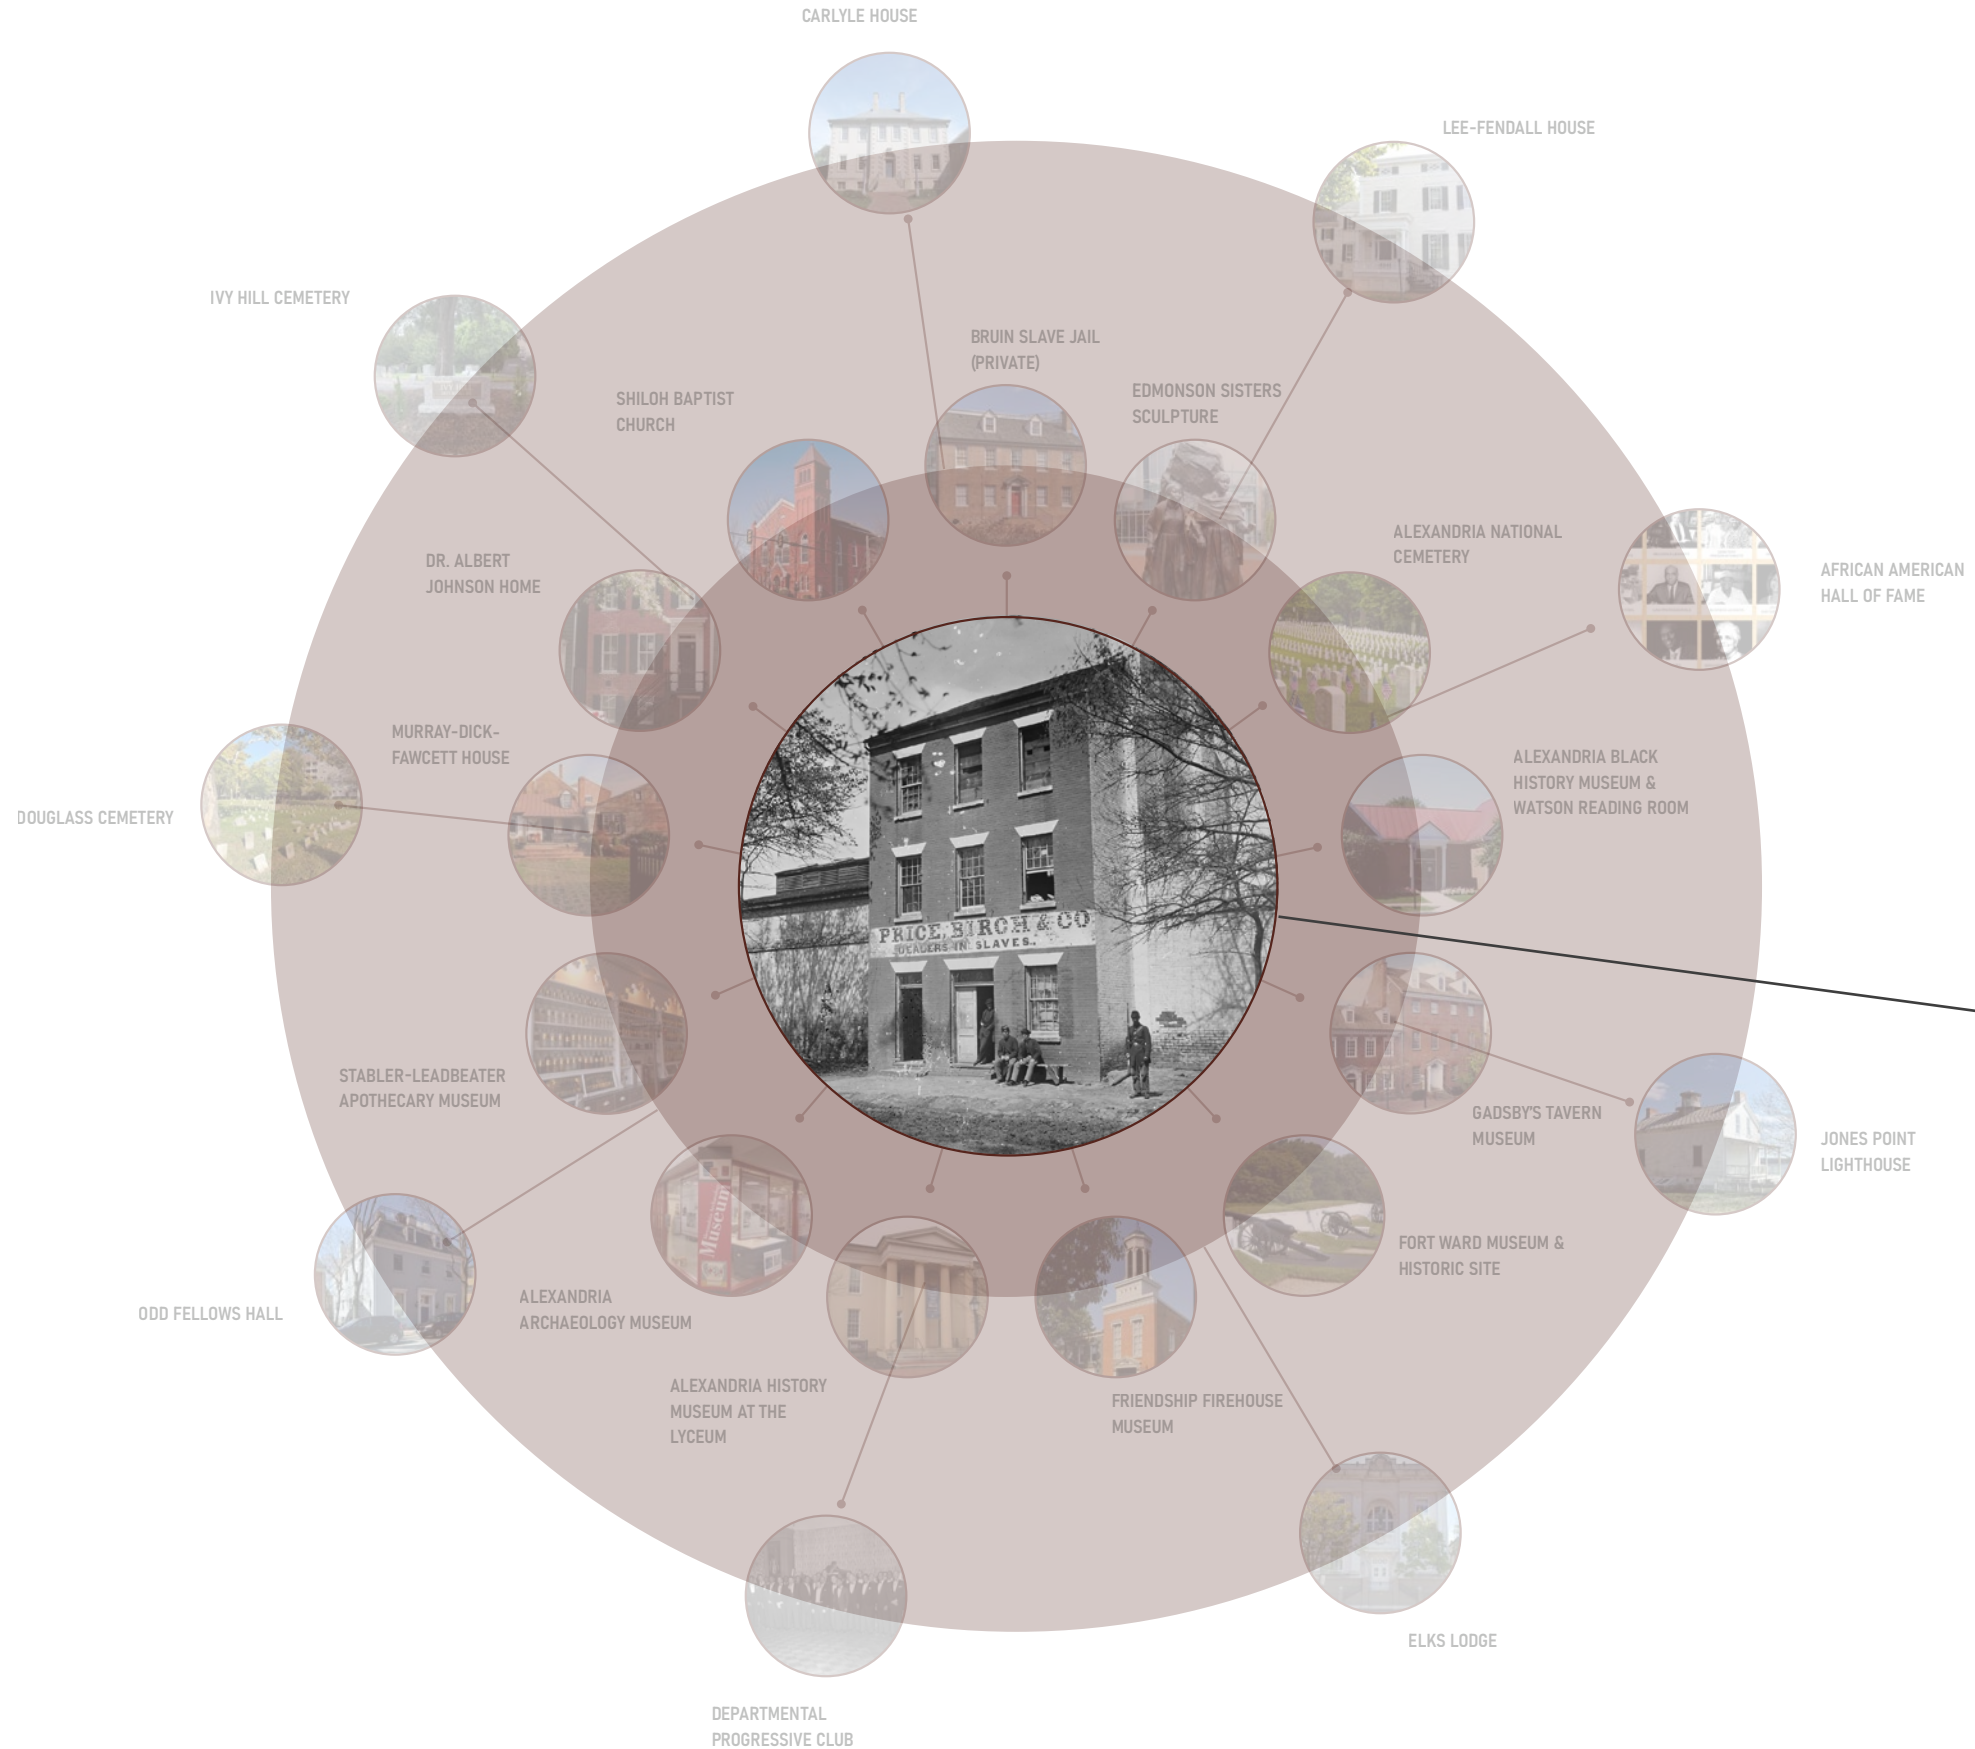 CARLYLE HOUSE
LEE-FENDALL HOUSE
IVY HILL CEMETERY
BRUIN SLAVE JAIL
(PRIVATE)
EDMONSON SISTERS
SCULPTURE
SHILOH BAPTIST
CHURCH
ALEXANDRIA NATIONAL
CEMETERY
DR. ALBERT
JOHNSON HOME
AFRICAN AMERICAN
HALL OF FAME
MURRAY-DICK-
FAWCETT HOUSE
ALEXANDRIA BLACK
HISTORY MUSEUM &
WATSON READING ROOM
DOUGLASS CEMETERY
PRICE, BIRCH & CO
DEALERS IN SLAVES.
STABLER-LEADBEATER
APOTHECARY MUSEUM
GADSBY'S TAVERN
MUSEUM
JONES POINT
LIGHTHOUSE
Museum
FORT WARD MUSEUM &
HISTORIC SITE
ODD FELLOWS HALL
ALEXANDRIA
ARCHAEOLOGY MUSEUM
ALEXANDRIA HISTORY
MUSEUM AT THE
LYCEUM
FRIENDSHIP FIREHOUSE
MUSEUM
ELKS LODGE
DEPARTMENTAL
PROGRESSIVE CLUB